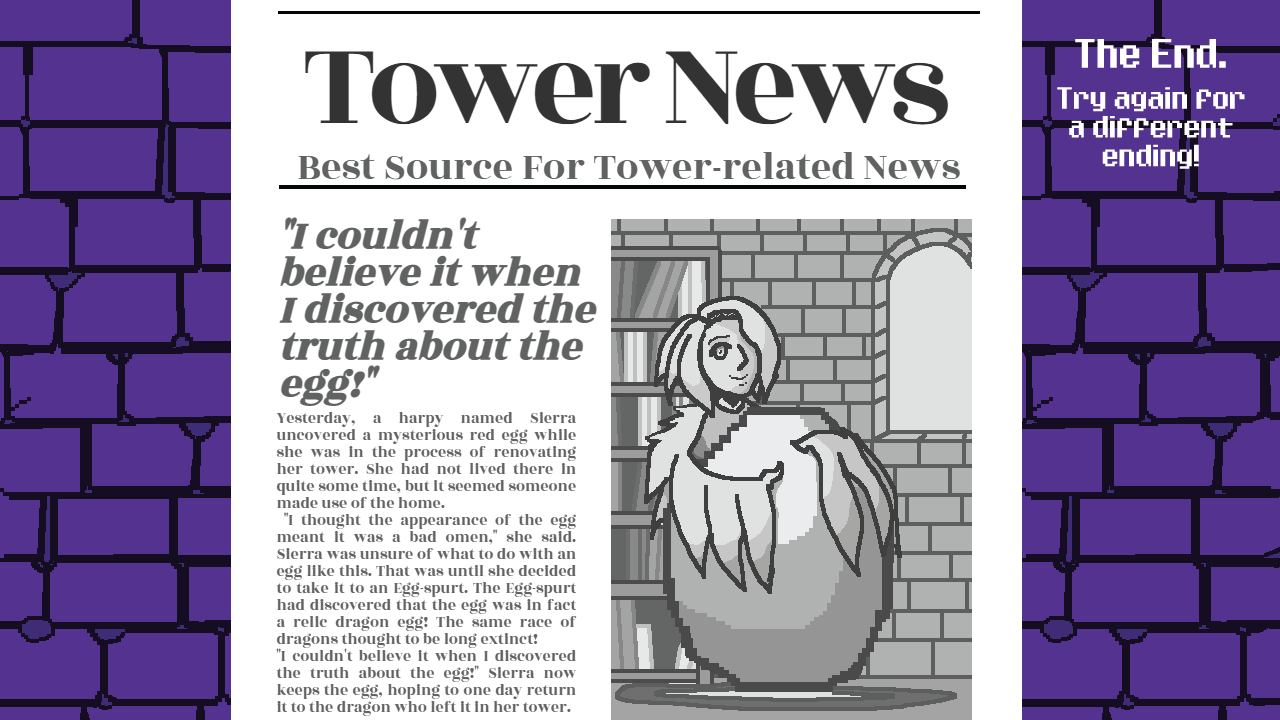 Tower News
Best Source For Tower-related News
"I couldn't
believe it when
I discovered the
truth about the
egg!"
Yesterday, a harpy named Sierra
uncovered a mysterious red egg while
she was in the process of renovating
her tower. She had not lived there in
quite some time, but it seemed someone
made use of the home.
"I thought the appearance of the egg
meant it was a bad omen," she said.
Sierra was unsure of what to do with an
egg like this. That was until she decided
to take it to an Egg-spurt. The Egg-spurt
had discovered that the egg was in fact
a relic dragon egg! The same race of
dragons thought to be long extinct!
"I couldn't believe it when I discovered
the truth about the egg!" Sierra now
keeps the egg, hoping to one day return
it to the dragon who left it in her tower.
The End.
Try again for
a different
ending!